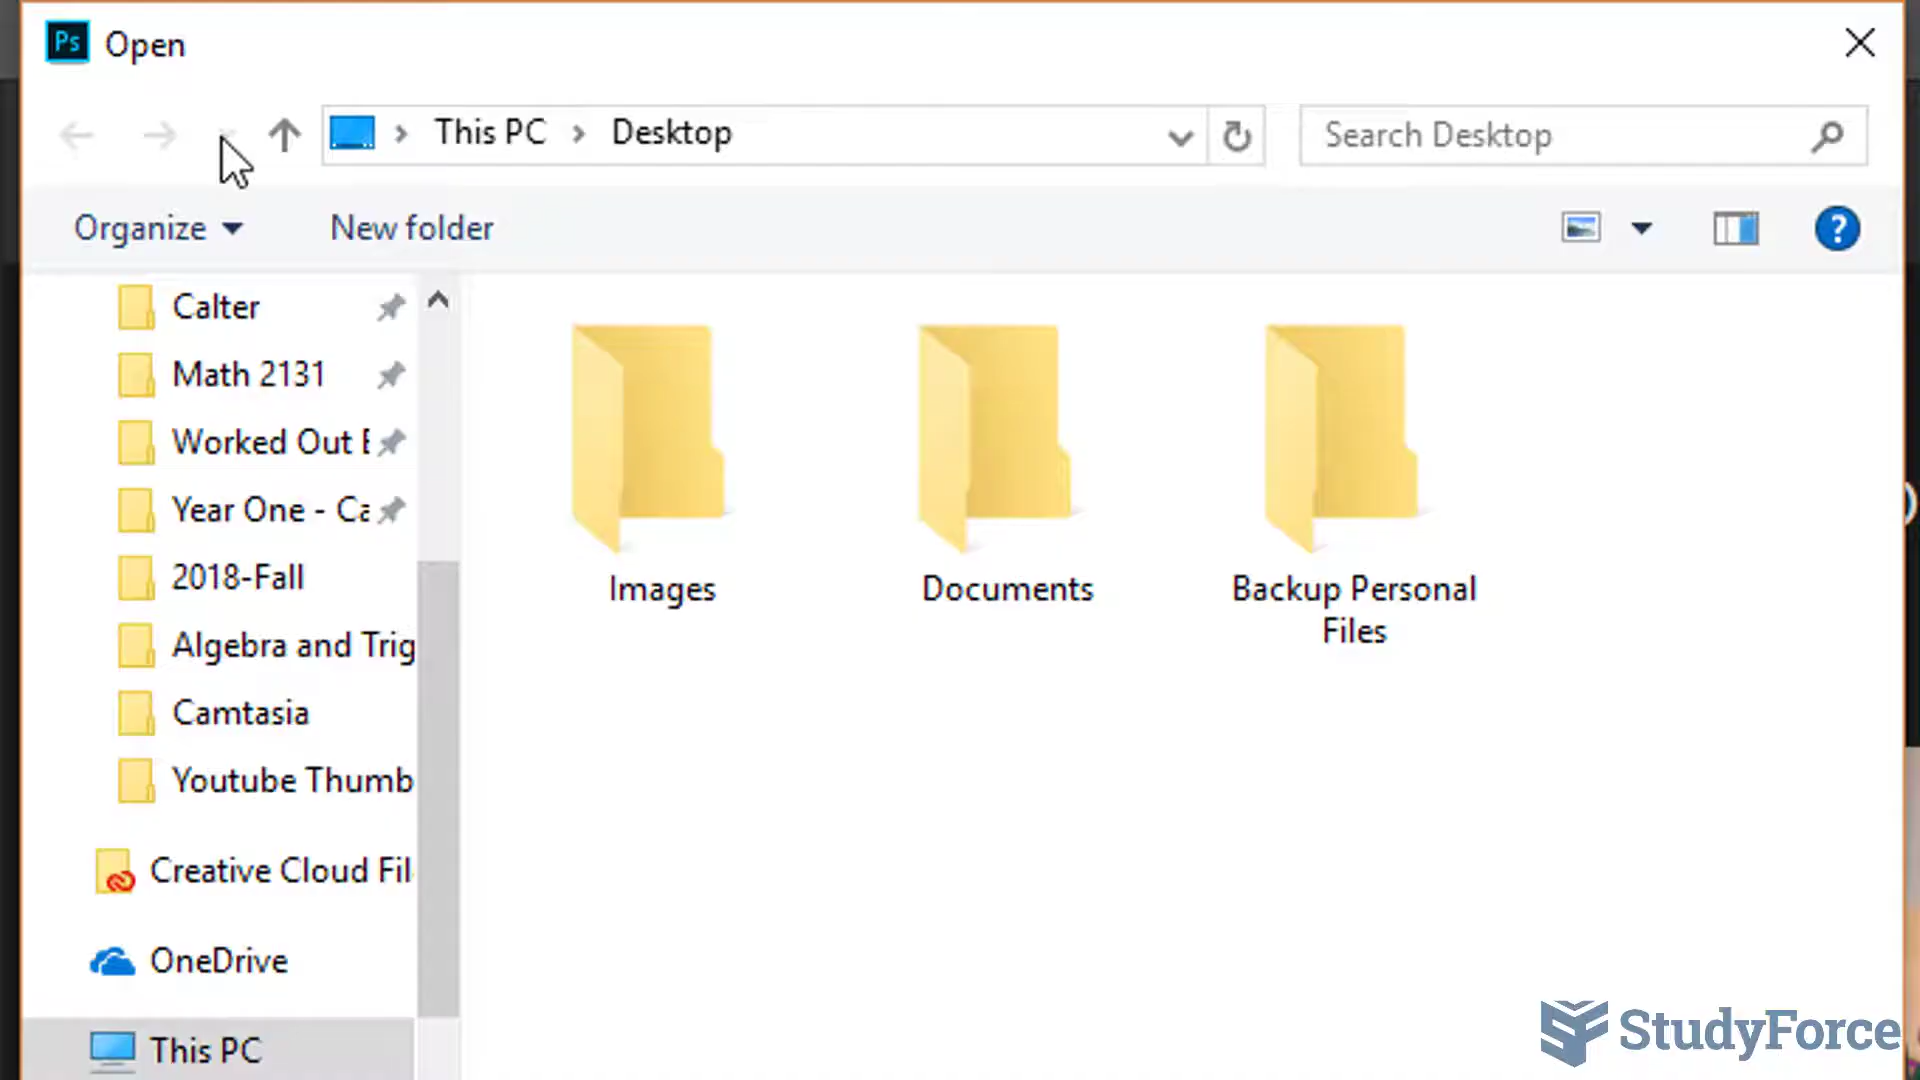 Ps Open
This PC > Desktop
Search Desktop
Organize
New folder
?
Calter
Math 2131
Worked Out E
Year One - Ca
2018-Fall
Algebra and Trig
Camtasia
Youtube Thumb
Creative Cloud Fil
OneDrive
This PC
Images
Documents
Backup Personal
Files
StudyForce